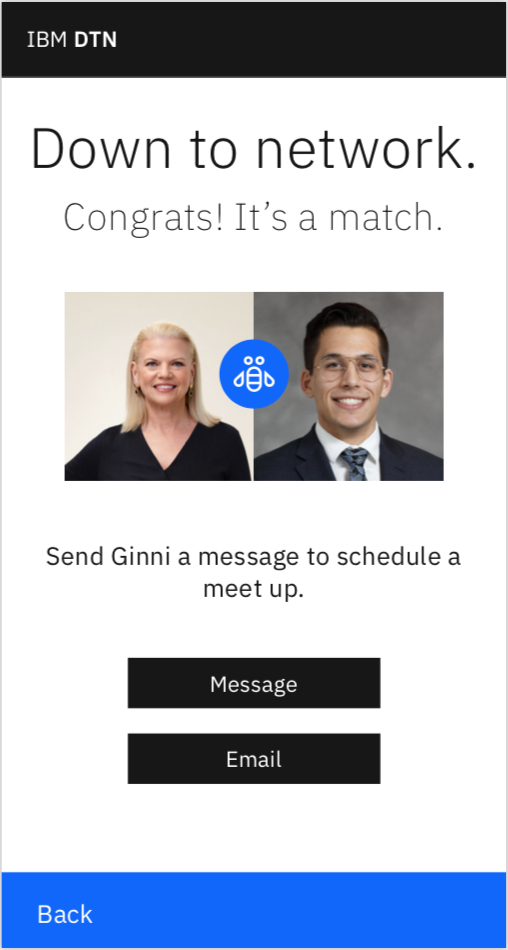 IBM DTN
Down to network.
Congrats! It’s a match.
Send Ginni a message to schedule a
meet up.
Message
Email
Back